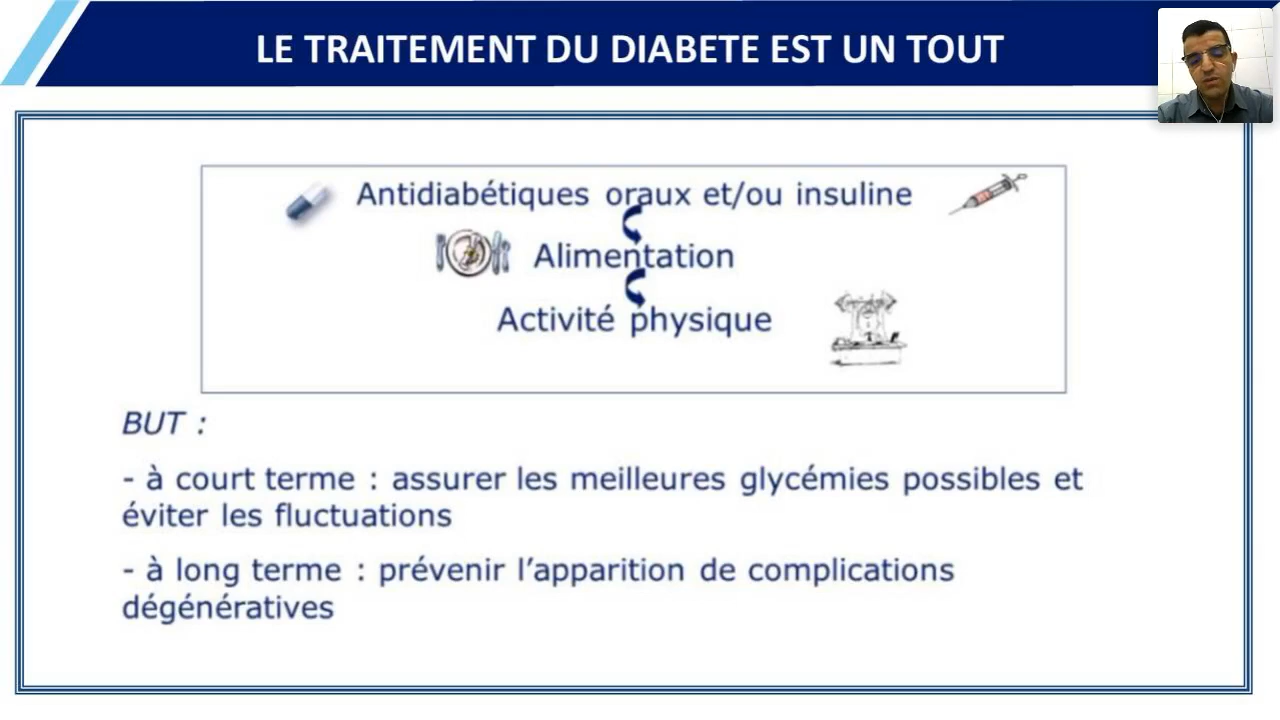 LE TRAITEMENT DU DIABETE EST UN TOUT
Antidiabétiques oraux et/ou insuline
Alimentation
Activité physique
BUT :
- à court terme : assurer les meilleures glycémies possibles et
éviter les fluctuations
- à long terme : prévenir l’apparition de complications
dégénératives